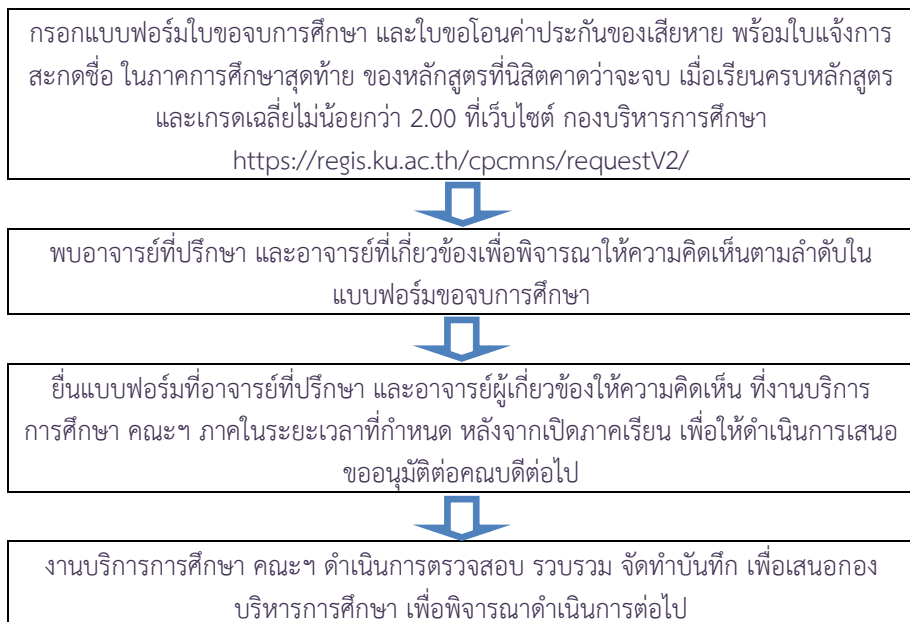 กรอกแบบฟอร์มใบขอจบการศึกษา และใบขอโอนค่าประกันของเสียหาย พร้อมใบแจ้งการ
สะกดชื่อ ในภาคการศึกษาสุดท้าย ของหลักสูตรที่นิสิตคาดว่าจะจบ เมื่อเรียนครบหลักสูตร
และเกรดเฉลี่ยไม่น้อยกว่า 2.00 ที่เว็บไซต์ กองบริหารการศึกษา
https://regis.ku.ac.th/cpcmns/requestV2/
พบอาจารย์ที่ปรึกษา และอาจารย์ที่เกี่ยวข้องเพื่อพิจารณาให้ความคิดเห็นตามลำดับใน
แบบฟอร์มขอจบการศึกษา
ยื่นแบบฟอร์มที่อาจารย์ที่ปรึกษา และอาจารย์ผู้เกี่ยวข้องให้ความคิดเห็น ที่งานบริการ
การศึกษา คณะฯ ภาคในระยะเวลาที่กำหนด หลังจากเปิดภาคเรียน เพื่อให้ดำเนินการเสนอ
ขออนุมัติต่อคณบดีต่อไป
งานบริการการศึกษา คณะฯ ดำเนินการตรวจสอบ รวบรวม จัดทำบันทึก เพื่อเสนอกอง
บริหารการศึกษา เพื่อพิจารณาดำเนินการต่อไป